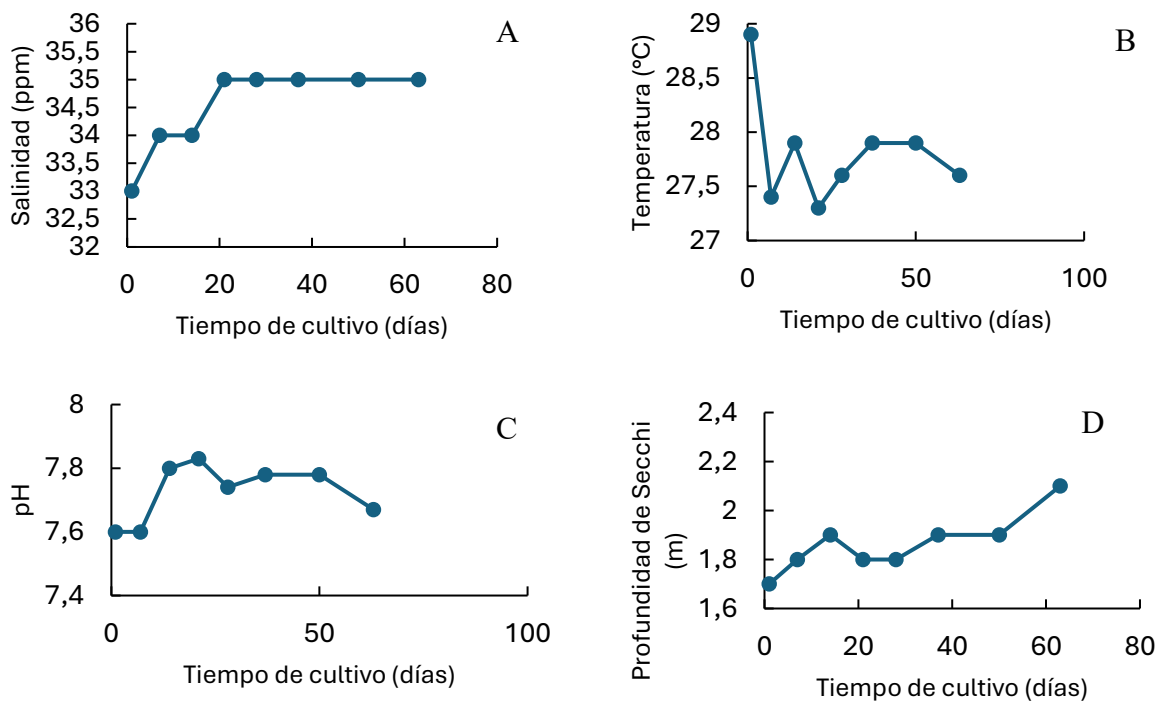 A
Salinidad (ppm)
36
35,5
35
34,5
34
33,5
33
32,5
32
0 20 40 60 80
Tiempo de cultivo (días)
B
Temperatura (°C)
29
28,5
28
27,5
27
0 50 100
Tiempo de cultivo (días)
C
pH
8
7,8
7,6
7,4
0 50 100
Tiempo de cultivo (días)
D
Profundidad de Secchi
(m)
2,4
2,2
2
1,8
1,6
0 20 40 60 80
Tiempo de cultivo (días)